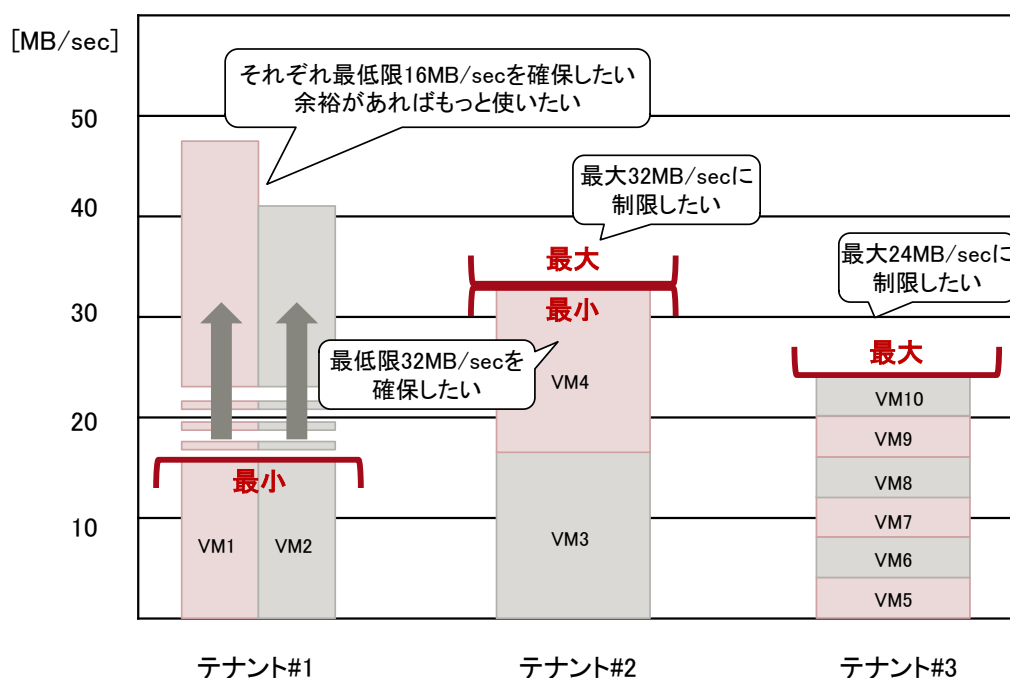 [MB/sec]
それぞれ最低限16MB/secを確保したい
余裕があればもっと使いたい
50
最大32MB/secに
制限したい
40
最大24MB/secに
制限したい
最大
最小
30
最低限32MB/secを
確保したい
最大
VM4
VM10
20
VM9
最小
VM8
10
VM7
VM1
VM2
VM3
VM6
VM5
テナント#1
テナント#2
テナント#3